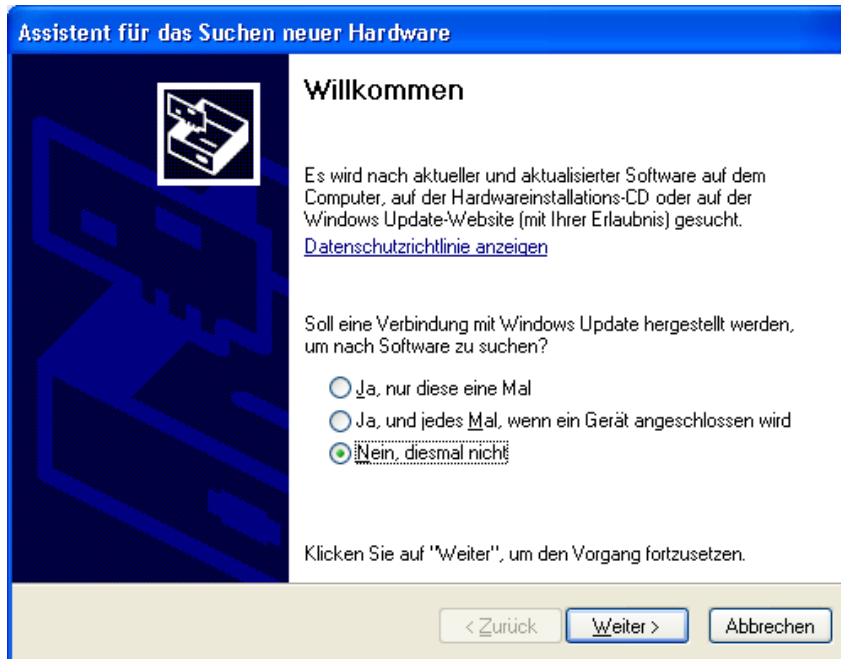 Assistent für das Suchen neuer Hardware
Willkommen
Es wird nach aktueller und aktualisierter Software auf dem
Computer, auf der Hardwareinstallations-CD oder auf der
Windows Update-Website (mit Ihrer Erlaubnis) gesucht.
Datenschutzrichtlinie anzeigen
Soll eine Verbindung mit Windows Update hergestellt werden,
um nach Software zu suchen?
Ja, nur diese eine Mal
Ja, und jedes Mal, wenn ein Gerät angeschlossen wird
Nein, diesmal nicht
Klicken Sie auf "Weiter", um den Vorgang fortzusetzen.
< Zurück Weiter > Abbrechen